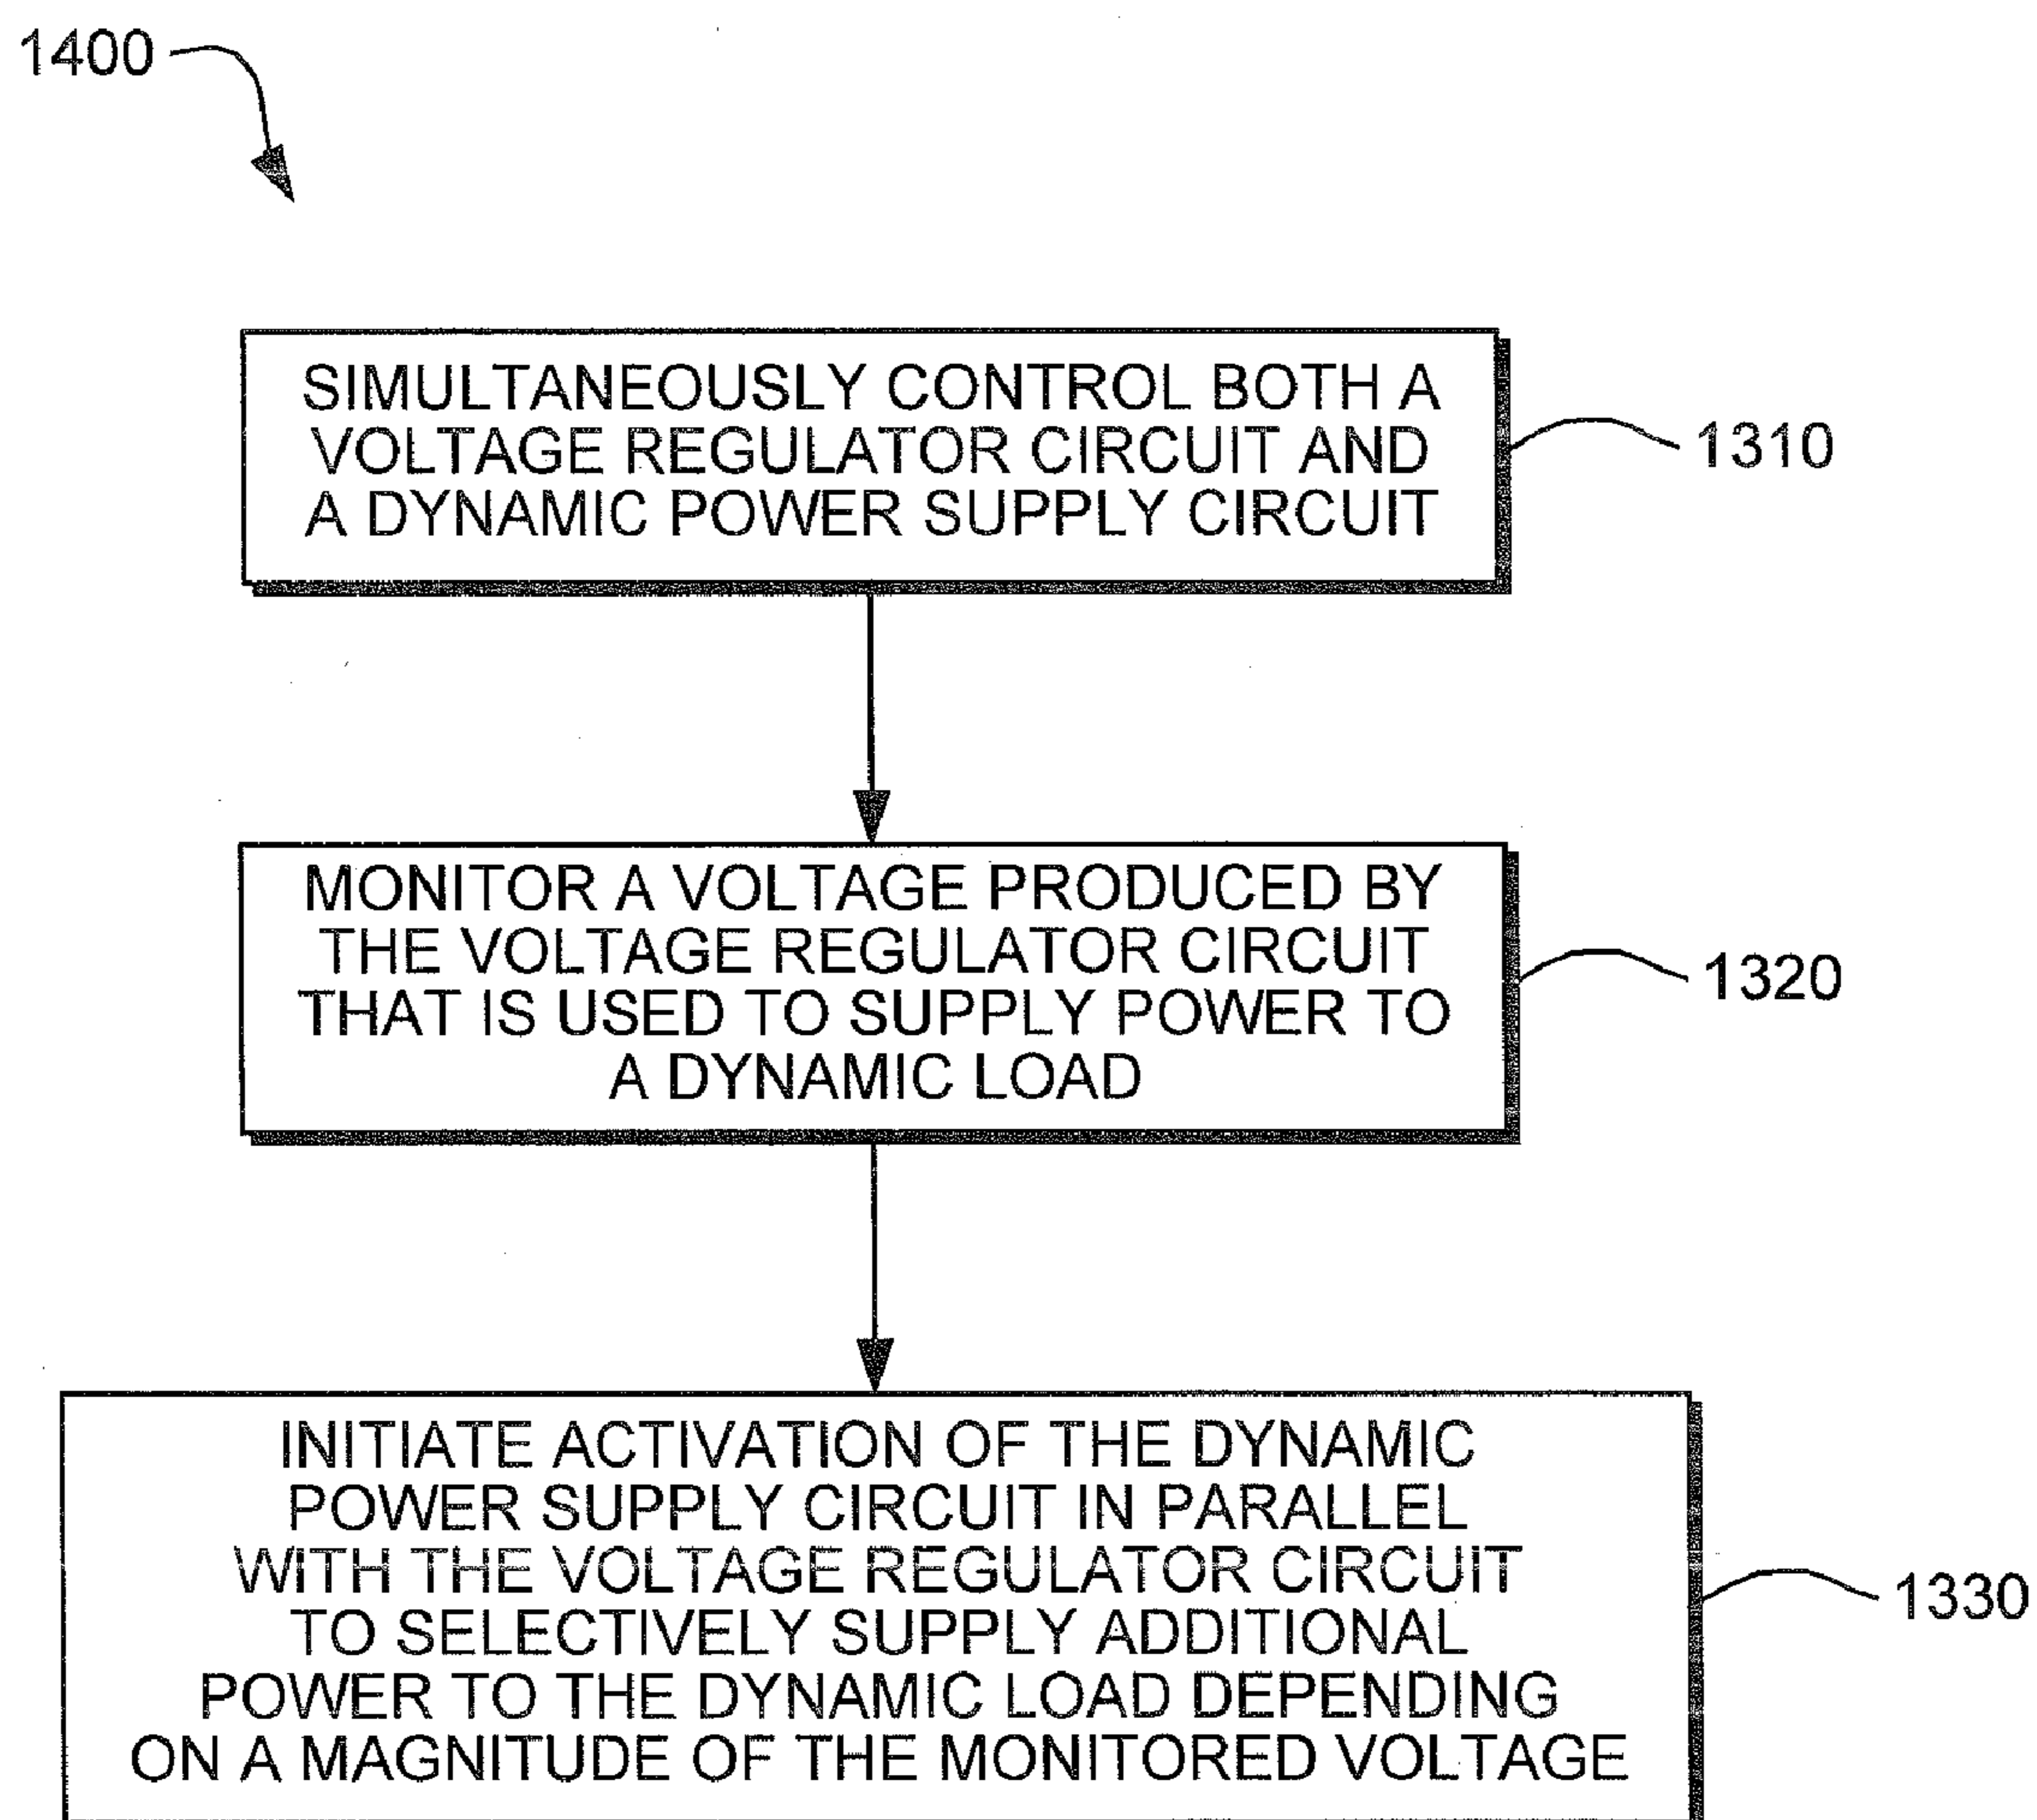 1400
SIMULTANEOUSLY CONTROL BOTH A
VOLTAGE REGULATOR CIRCUIT AND
A DYNAMIC POWER SUPPLY CIRCUIT
1310
MONITOR A VOLTAGE PRODUCED BY
THE VOLTAGE REGULATOR CIRCUIT
THAT IS USED TO SUPPLY POWER TO
A DYNAMIC LOAD
1320
INITIATE ACTIVATION OF THE DYNAMIC
POWER SUPPLY CIRCUIT IN PARALLEL
WITH THE VOLTAGE REGULATOR CIRCUIT
TO SELECTIVELY SUPPLY ADDITIONAL
POWER TO THE DYNAMIC LOAD DEPENDING
ON A MAGNITUDE OF THE MONITORED VOLTAGE
1330